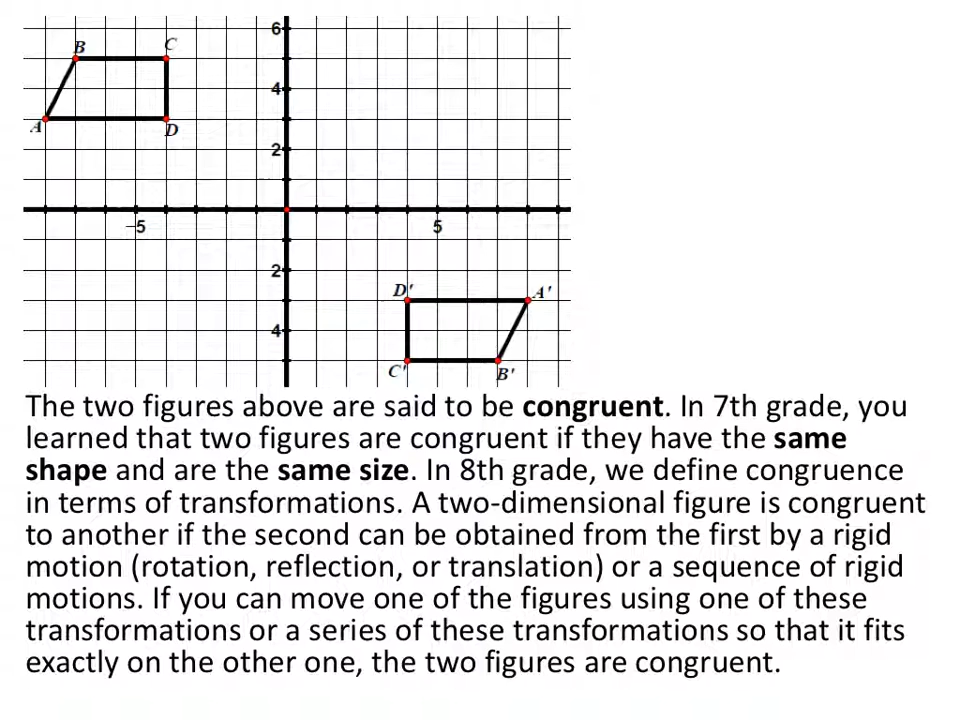 6
B
C
4
A
D
2
-5
5
2
D'
A'
4
C'
B'
The two figures above are said to be congruent. In 7th grade, you
learned that two figures are congruent if they have the same
shape and are the same size. In 8th grade, we define congruence
in terms of transformations. A two-dimensional figure is congruent
to another if the second can be obtained from the first by a rigid
motion (rotation, reflection, or translation) or a sequence of rigid
motions. If you can move one of the figures using one of these
transformations or a series of these transformations so that it fits
exactly on the other one, the two figures are congruent.